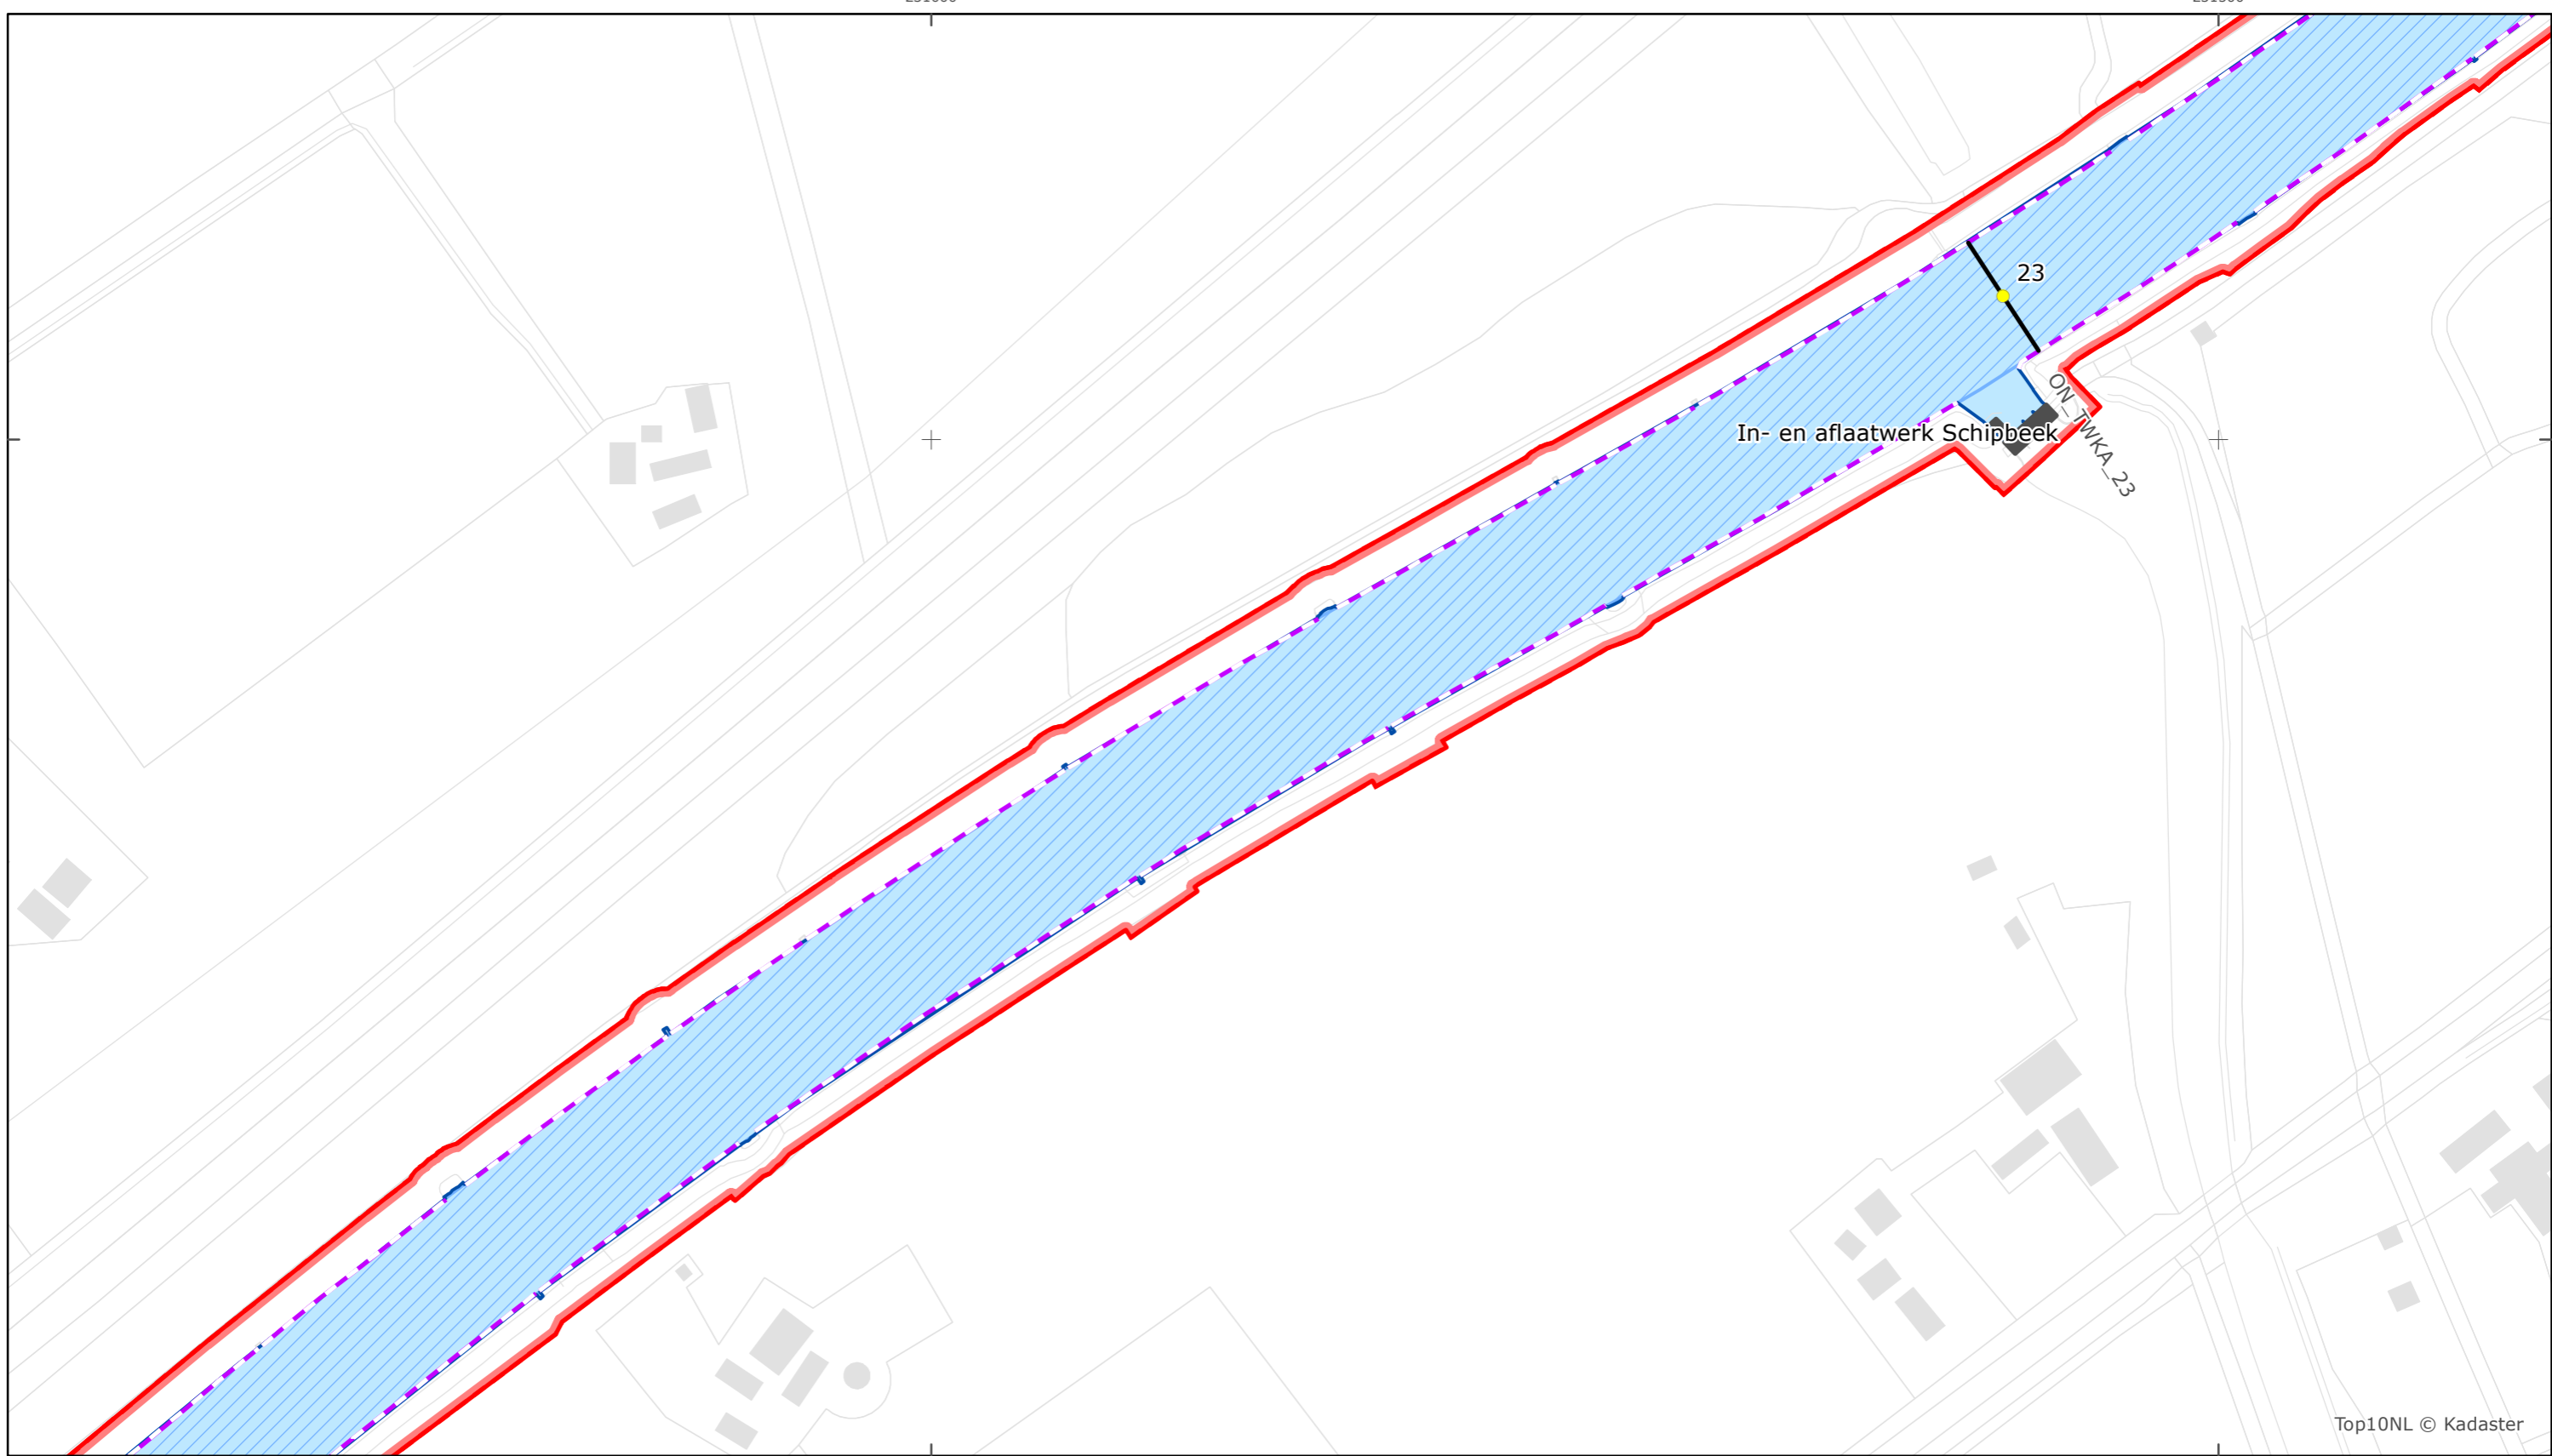 23
In- en aflaatwerk Schipbeek
ON_TWKA_23
Top10NL © Kadaster